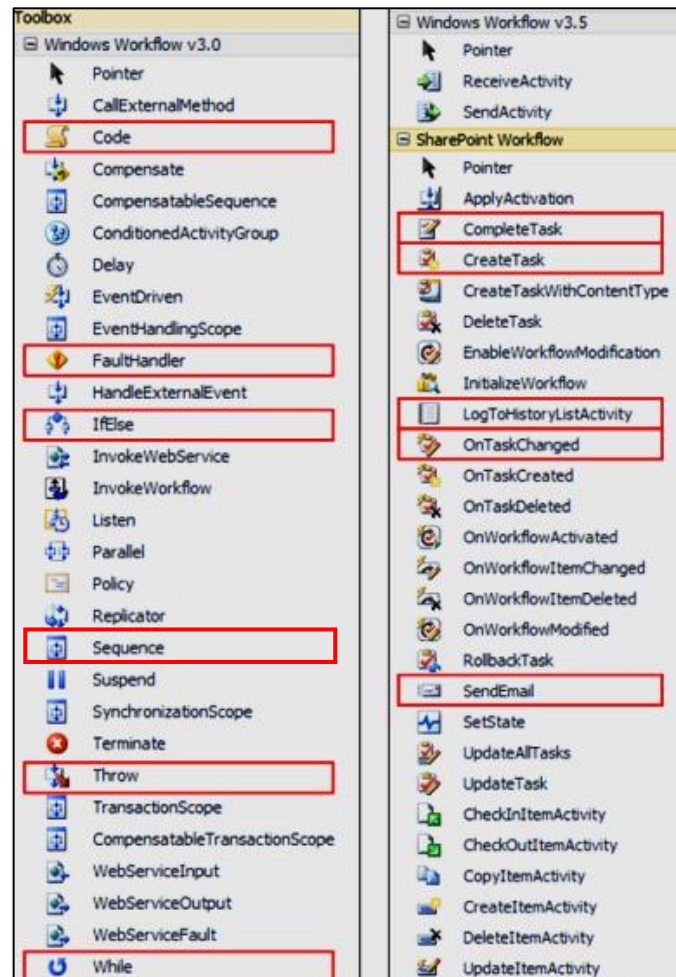 Toolbox
Windows Workflow v3.0
Pointer
CallExternalMethod
Code
Compensate
CompensatableSequence
ConditionedActivityGroup
Delay
EventDriven
EventHandlingScope
FaultHandler
HandleExternalEvent
IfElse
InvokeWebService
InvokeWorkflow
Listen
Parallel
Policy
Replicator
Sequence
Suspend
SynchronizationScope
Terminate
Throw
TransactionScope
CompensatableTransactionScope
WebServiceInput
WebServiceOutput
WebServiceFault
While
Windows Workflow v3.5
Pointer
ReceiveActivity
SendActivity
SharePoint Workflow
Pointer
ApplyActivation
CompleteTask
CreateTask
CreateTaskWithContentType
DeleteTask
EnableWorkflowModification
InitializeWorkflow
LogToHistoryListActivity
OnTaskChanged
OnTaskCreated
OnTaskDeleted
OnWorkflowActivated
OnWorkflowItemChanged
OnWorkflowItemDeleted
OnWorkflowModified
RollbackTask
SendEmail
SetState
UpdateAllTasks
UpdateTask
CheckInItemActivity
CheckOutItemActivity
CopyItemActivity
CreateItemActivity
DeleteItemActivity
UpdateItemActivity